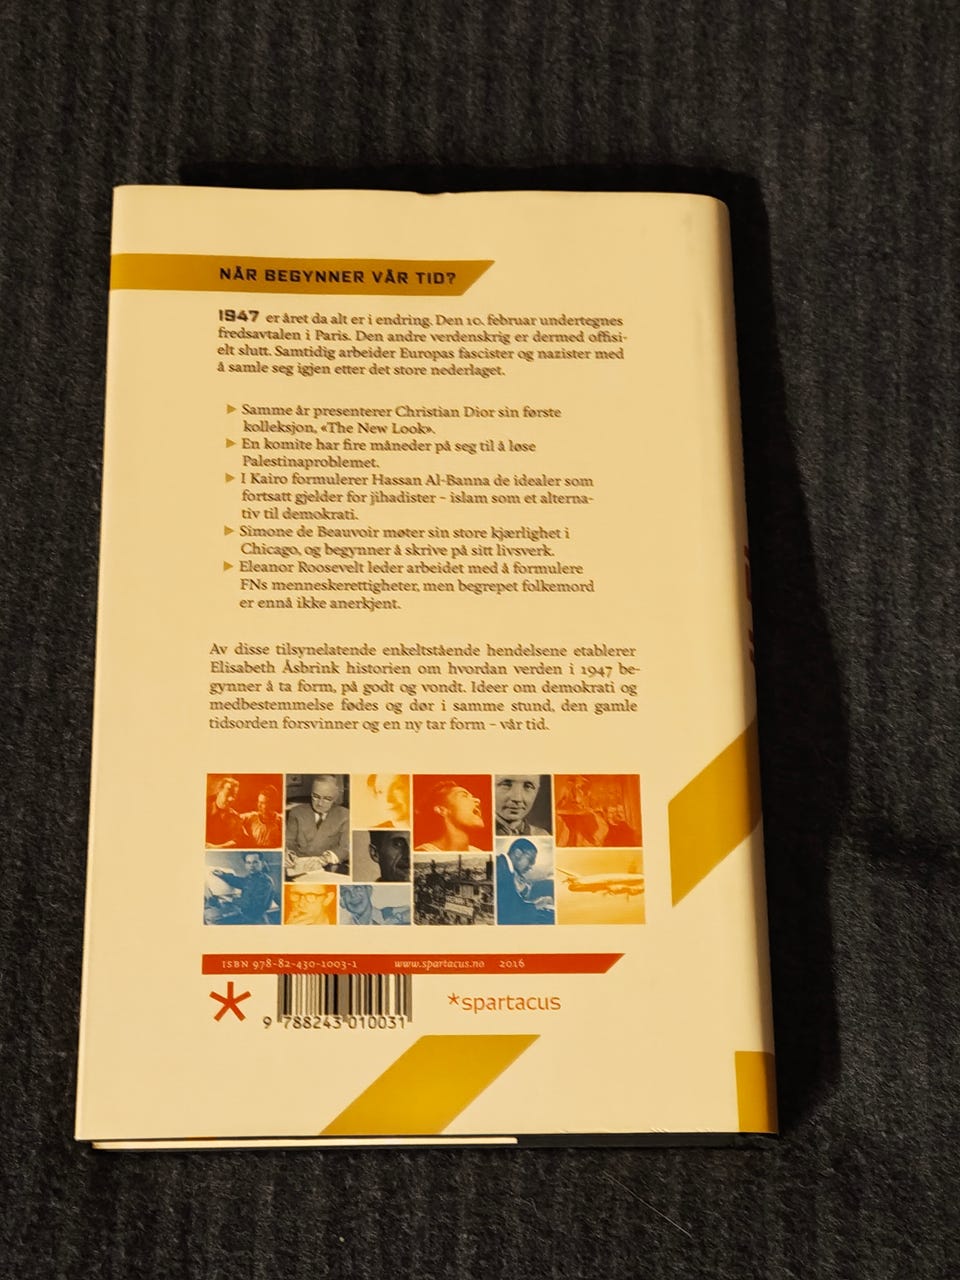 NÅR BEGYNNER VÅR TID?
1947 er året da alt er i endring. Den 10. februar undertegnes
fredsavtalen i Paris. Den andre verdenskrig er dermed offisi-
elt slutt. Samtidig arbeider Europas fascister og nazister med
å samle seg igjen etter det store nederlaget.
Samme år presenterer Christian Dior sin første
kolleksjon, «The New Look».
En komite har fire måneder på seg til å løse
Palestinaproblemet.
I Kairo formulerer Hassan Al-Banna de idealer som
fortsatt gjelder for jihadister – islam som et alterna-
tiv til demokrati.
Simone de Beauvoir møter sin store kjærlighet i
Chicago, og begynner å skrive på sitt livsverk.
Eleanor Roosevelt leder arbeidet med å formulere
FNs menneskerettigheter, men begrepet folkemord
er ennå ikke anerkjent.
Av disse tilsynelatende enkeltstående hendelsene etablerer
Elisabeth Åsbrink historien om hvordan verden i 1947 be-
gynner å ta form, på godt og vondt. Ideer om demokrati og
medbestemmelse fødes og dør i samme stund, den gamle
tidsorden forsvinner og en ny tar form – vår tid.
ISBN 978-82-430-1003-1 www.spartacus.no 2016
*spartacus
9 788243 010031